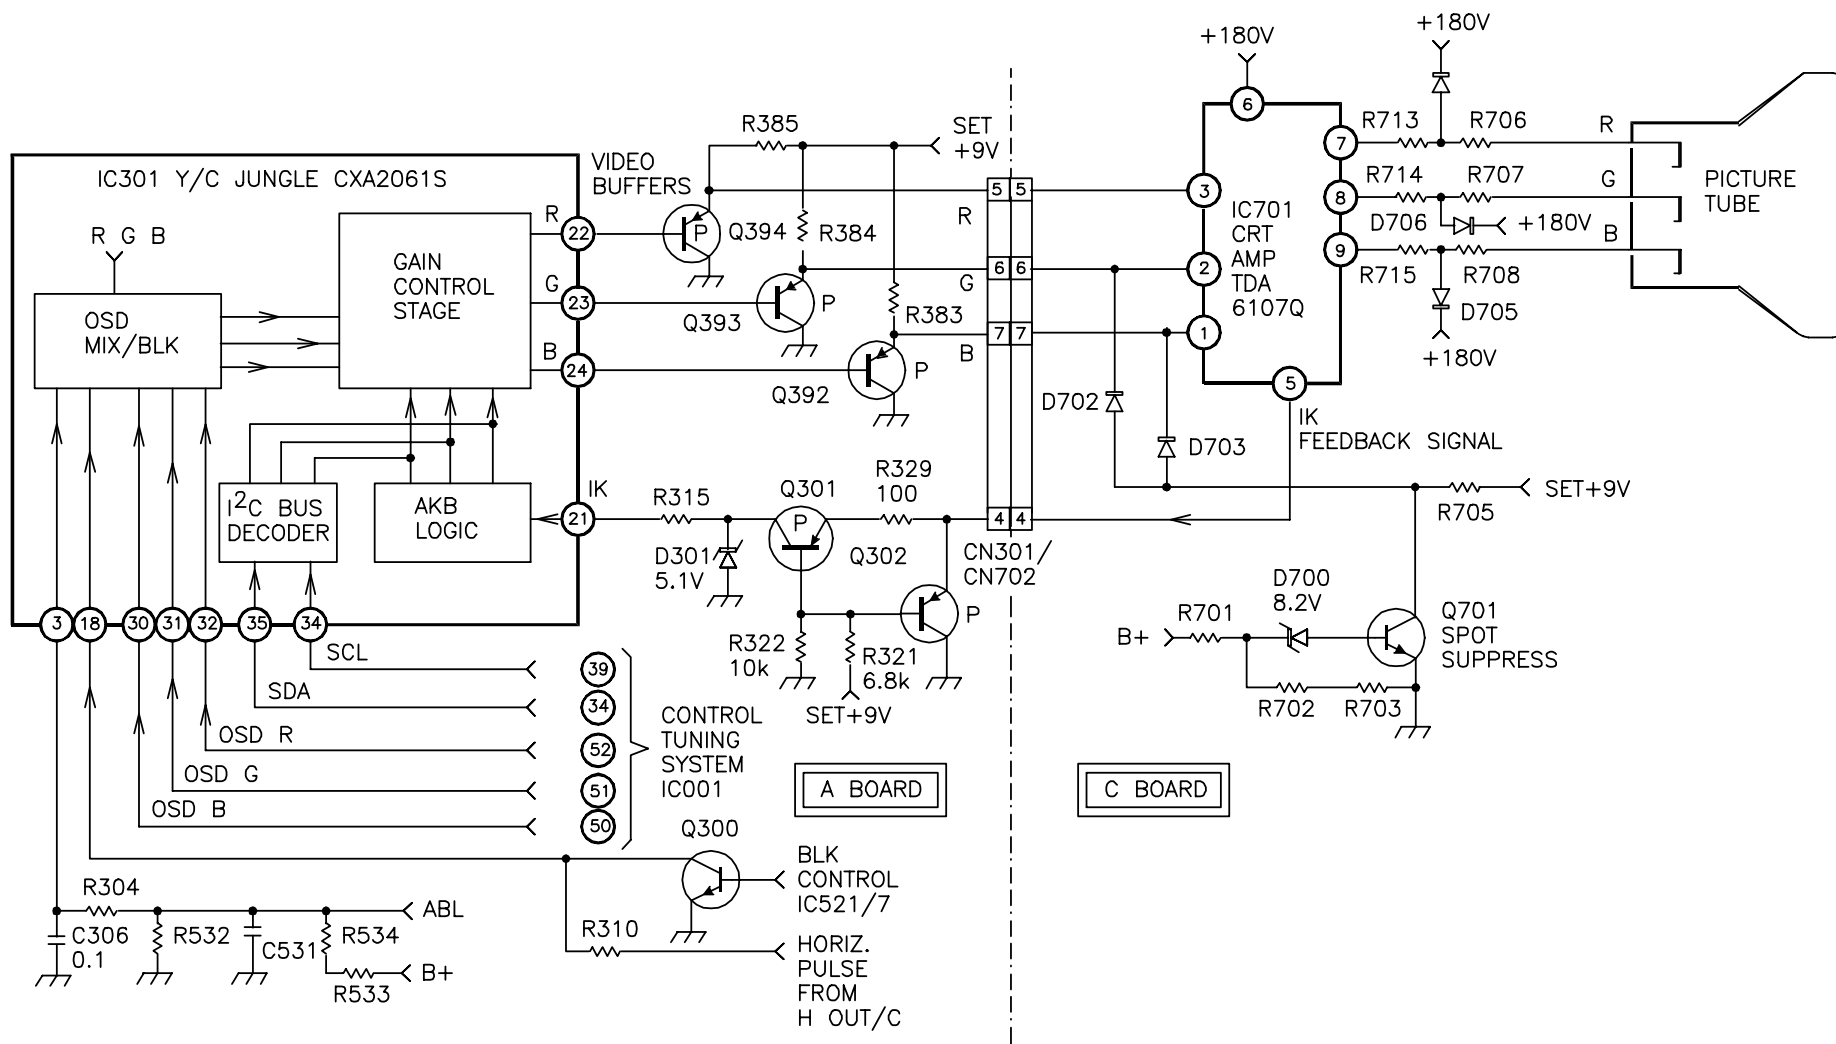 +180V
+180V
R385
SET
+9V
6
R713
R706
R
7
VIDEO
BUFFERS
IC301 Y/C JUNGLE CXA2061S
R G B
R
22
P
Q394
R384
5 5
R
3
IC701
CRT
AMP
TDA
6107Q
R714
R707
G
8
D706
+180V
PICTURE
TUBE
GAIN
CONTROL
STAGE
G
23
Q393
P
6 6
G
2
9
R715
R708
B
OSD
MIX/BLK
R383
7 7
B
1
D705
+180V
B
24
Q392
P
5
D702
IK
FEEDBACK SIGNAL
D703
I2C BUS
DECODER
AKB
LOGIC
IK
21
R315
Q301
P
R329
100
4 4
SET+9V
R705
D301
5.1V
Q302
CN301/
CN702
P
D700
8.2V
R701
B+
Q701
SPOT
SUPPRESS
3
18
30
31
32
35
34
SCL
39
R322
10k
R321
6.8k
SET+9V
R702
R703
SDA
34
OSD R
52
OSD G
51
OSD B
50
CONTROL
TUNING
SYSTEM
IC001
A BOARD
C BOARD
Q300
BLK
CONTROL
IC521/7
R304
ABL
C306
0.1
R532
C531
R534
R533
B+
R310
HORIZ.
PULSE
FROM
H OUT/C